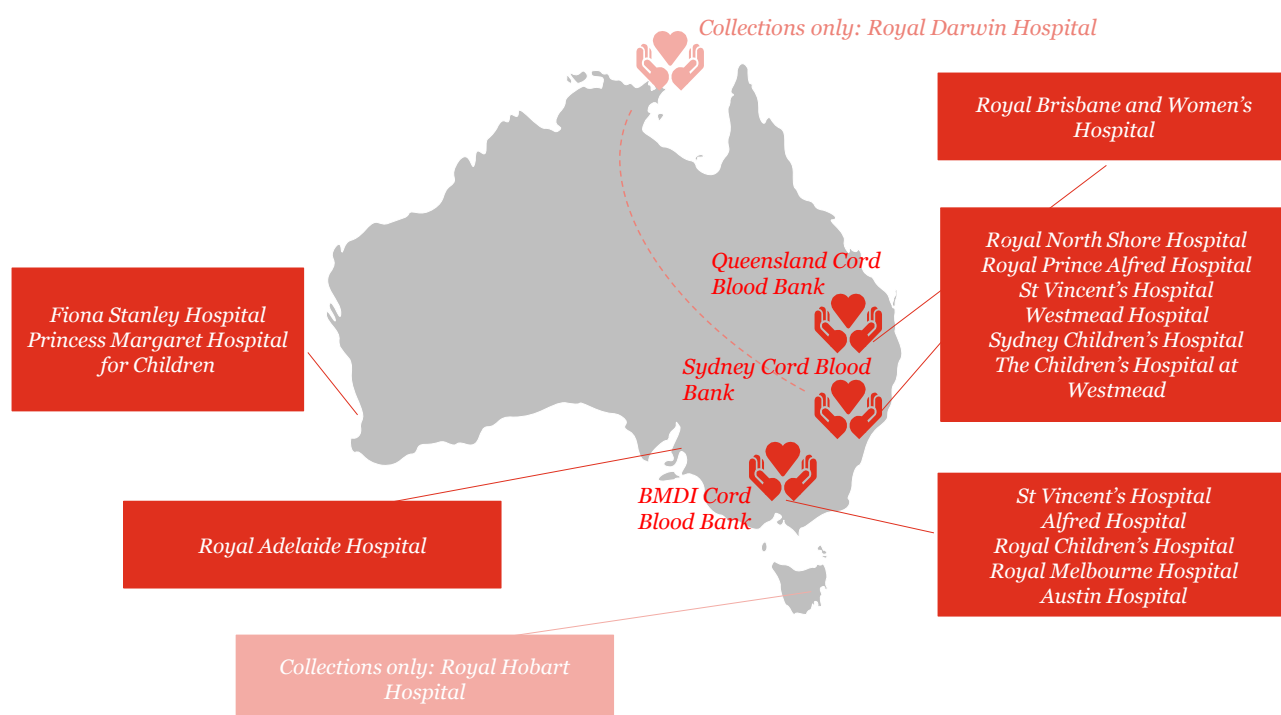 Collections only: Royal Darwin Hospital
Royal Brisbane and Women’s
Hospital
Royal North Shore Hospital
Royal Prince Alfred Hospital
St Vincent’s Hospital
Westmead Hospital
Sydney Children’s Hospital
The Children’s Hospital at
Westmead
Queensland Cord
Blood Bank
Fiona Stanley Hospital
Princess Margaret Hospital
for Children
Sydney Cord Blood
Bank
BMDI Cord
Blood Bank
St Vincent’s Hospital
Alfred Hospital
Royal Children’s Hospital
Royal Melbourne Hospital
Austin Hospital
Royal Adelaide Hospital
Collections only: Royal Hobart
Hospital